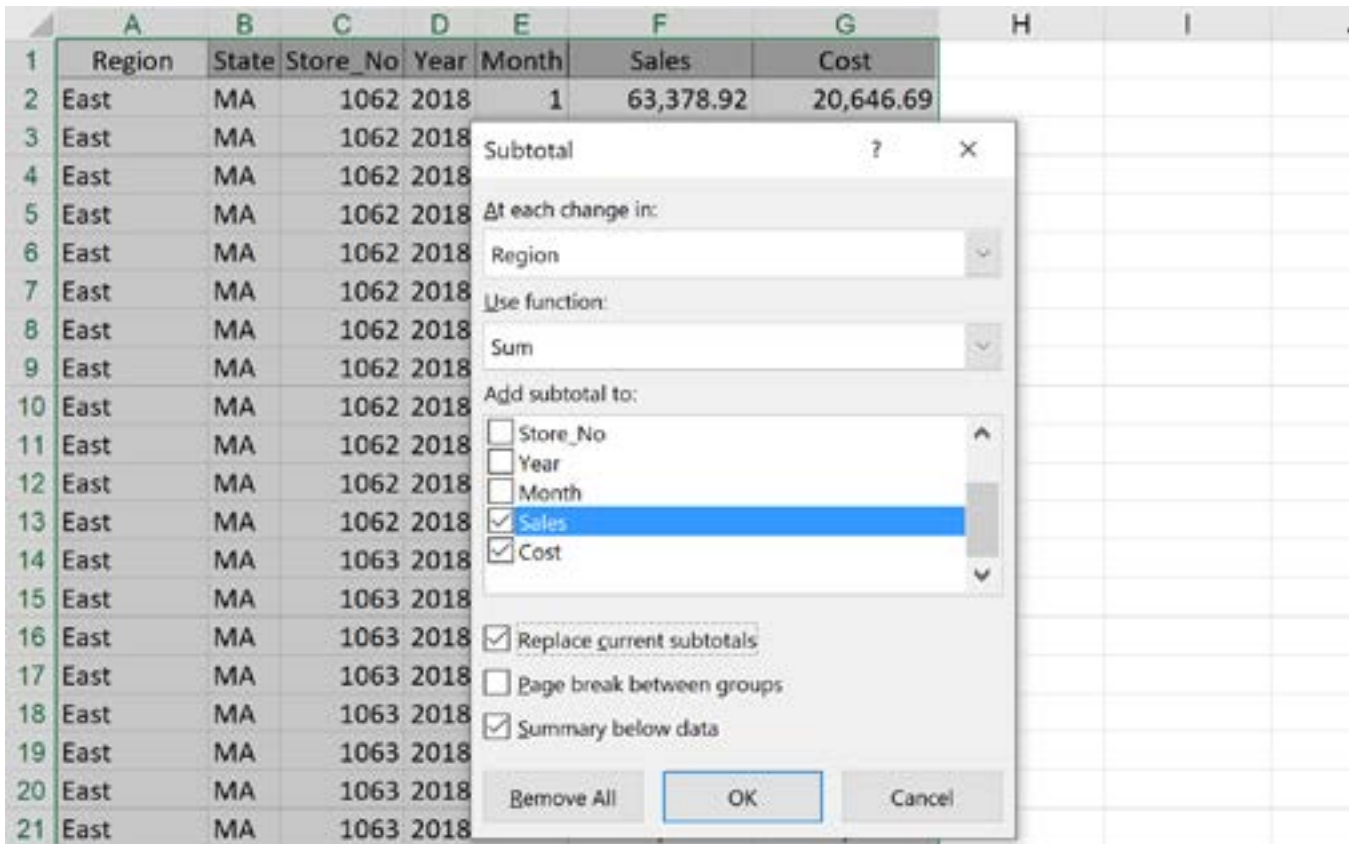 A B C D E F G H I
1 Region State Store_No Year Month Sales Cost
2 East MA 1062 2018 1 63,378.92 20,646.69
3 East MA 1062 2018
4 East MA 1062 2018
5 East MA 1062 2018
6 East MA 1062 2018
7 East MA 1062 2018
8 East MA 1062 2018
9 East MA 1062 2018
10 East MA 1062 2018
11 East MA 1062 2018
12 East MA 1062 2018
13 East MA 1062 2018
14 East MA 1063 2018
15 East MA 1063 2018
16 East MA 1063 2018
17 East MA 1063 2018
18 East MA 1063 2018
19 East MA 1063 2018
20 East MA 1063 2018
21 East MA 1063 2018
Subtotal ? ×
At each change in:
Region
Use function:
Sum
Add subtotal to:
Store_No
Year
Month
Sales
Cost
Replace current subtotals
Page break between groups
Summary below data
Remove All OK Cancel